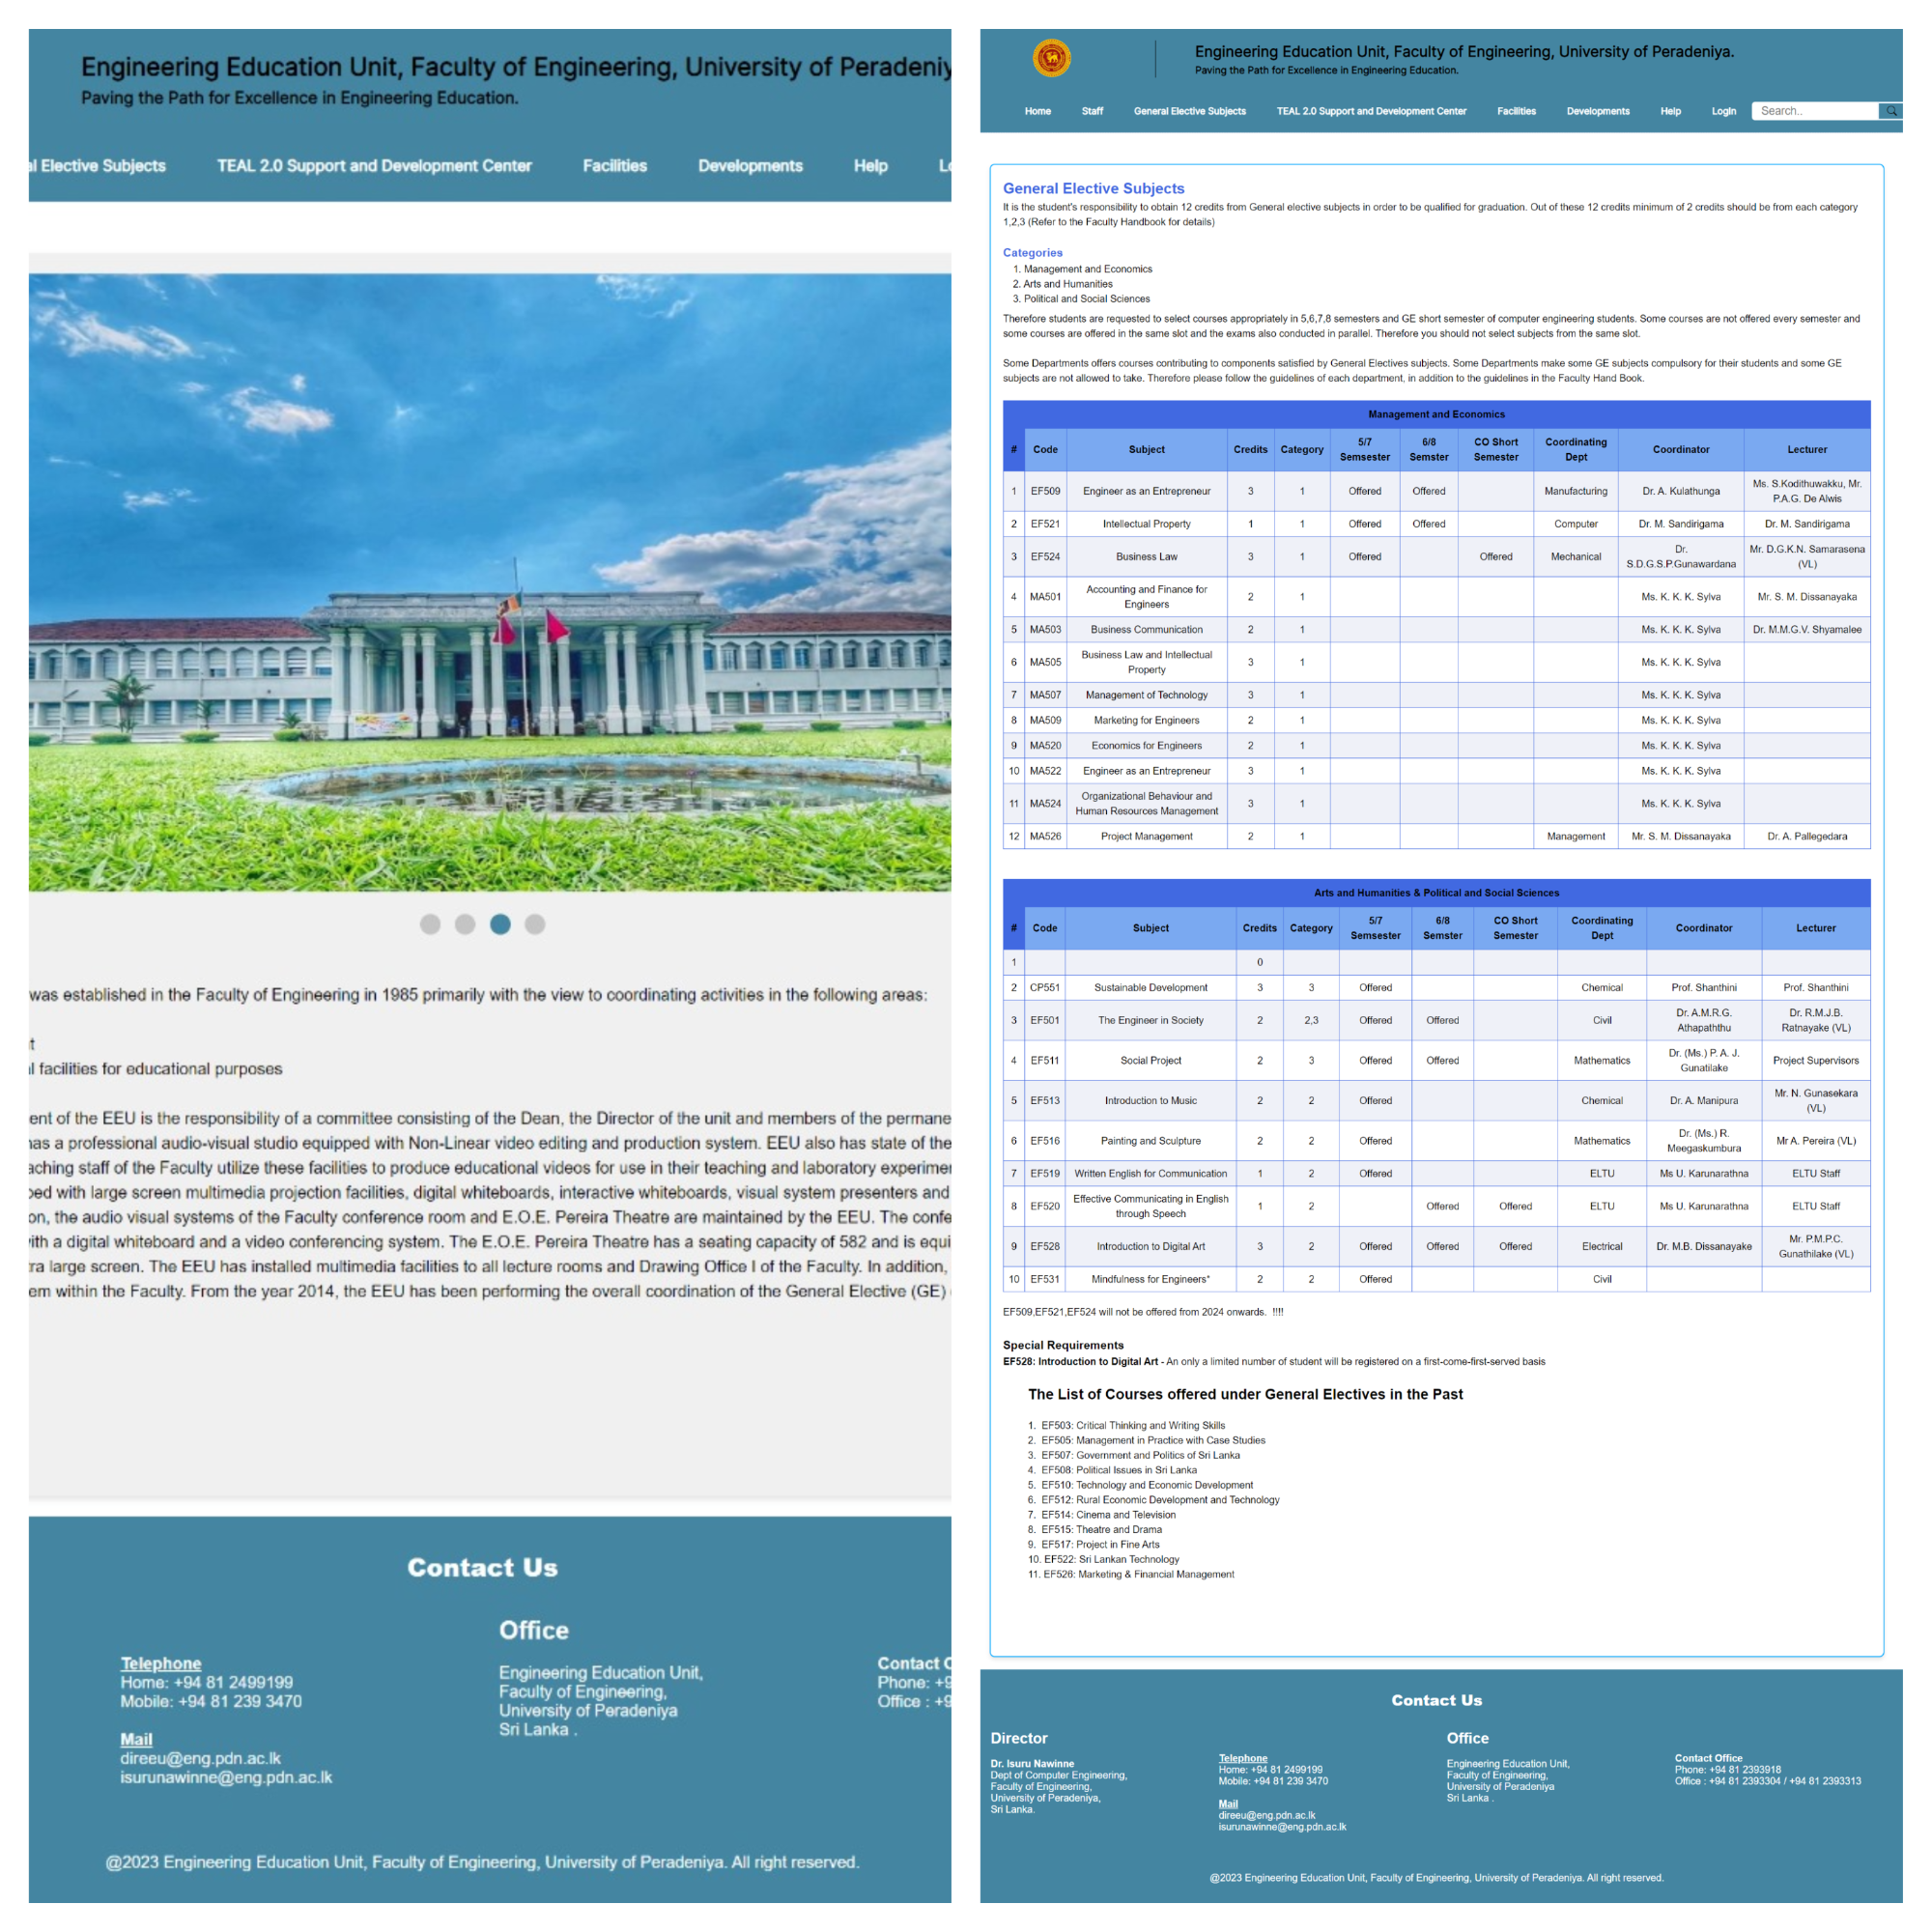 Engineering Education Unit, Faculty of Engineering, University of
Paving the Path for Excellence in Engineering Education.
Elective Subjects TEAL 2.0 Support and Development Center Facilities Developments Help
was established in the Faculty of Engineering in 1985 primarily with the view to coordinating activities in the following areas:
facilities for educational purposes
of the EEU is the responsibility of a committee consisting of the Dean, the Director of the unit and members of the
a professional audio-visual studio equipped with Non-Linear video editing and production system. EEU also has state of the
staff of the Faculty utilize these facilities to produce educational videos for use in their teaching and laboratory
with large screen multimedia projection facilities, digital whiteboards, interactive whiteboards, visual system presenters and
the audio visual systems of the Faculty conference room and E.O.E. Pereira Theatre are maintained by the EEU. The
with a digital whiteboard and a video conferencing system. The E.O.E. Pereira Theatre has a seating capacity of 582 and is
large screen. The EEU has installed multimedia facilities to all lecture rooms and Drawing Office I of the Faculty. In addition,
within the Faculty. From the year 2014, the EEU has been performing the overall coordination of the General Elective (GE)
Contact Us
Office
Telephone
Home: +94 81 2499199
Mobile: +94 81 239 3470
Mail
direeu@eng.pdn.ac.lk
isurunawinne@eng.pdn.ac.lk
Engineering Education Unit,
Faculty of Engineering,
University of Peradeniya
Sri Lanka .
Contact
Phone:
Office :
@2023 Engineering Education Unit, Faculty of Engineering, University of Peradeniya. All right reserved.
Engineering Education Unit, Faculty of Engineering, University of Peradeniya.
Paving the Path for Excellence in Engineering Education.
Home Staff General Elective Subjects TEAL 2.0 Support and Development Center Facilities Developments Help LogIn Search..
General Elective Subjects
It is the student's responsibility to obtain 12 credits from General elective subjects in order to be qualified for graduation. Out of these 12 credits minimum of 2 credits should be from each category
1,2,3 (Refer to the Faculty Handbook for details)
Categories
1. Management and Economics
2. Arts and Humanities
3. Political and Social Sciences
Therefore students are requested to select courses appropriately in 5,6,7,8 semesters and GE short semester of computer engineering students. Some courses are not offered every semester and
some courses are offered in the same slot and the exams also conducted in parallel. Therefore you should not select subjects from the same slot.
Some Departments offers courses contributing to components satisfied by General Electives subjects. Some Departments make some GE subjects compulsory for their students and some GE
subjects are not allowed to take. Therefore please follow the guidelines of each department, in addition to the guidelines in the Faculty Hand Book.
Management and Economics
# Code Subject Credits Category 5/7 Semsester 6/8 Semster CO Short Semester Coordinating Dept Coordinator Lecturer
1 EF509 Engineer as an Entrepreneur 3 1 Offered Offered Manufacturing Dr. A. Kulathunga Ms. S.Kodithuwakku, Mr. P.A.G. De Alwis
2 EF521 Intellectual Property 1 1 Offered Offered Computer Dr. M. Sandirigama Dr. M. Sandirigama
3 EF524 Business Law 3 1 Offered Offered Mechanical Dr. S.D.G.S.P.Gunawardana Mr. D.G.K.N. Samarasena (VL)
4 MA501 Accounting and Finance for Engineers 2 1 Ms. K. K. K. Sylva Mr. S. M. Dissanayaka
5 MA503 Business Communication 2 1 Ms. K. K. K. Sylva Dr. M.M.G.V. Shyamalee
6 MA505 Business Law and Intellectual Property 3 1 Ms. K. K. K. Sylva
7 MA507 Management of Technology 3 1 Ms. K. K. K. Sylva
8 MA509 Marketing for Engineers 2 1 Ms. K. K. K. Sylva
9 MA520 Economics for Engineers 2 1 Ms. K. K. K. Sylva
10 MA522 Engineer as an Entrepreneur 3 1 Ms. K. K. K. Sylva
11 MA524 Organizational Behaviour and Human Resources Management 3 1 Ms. K. K. K. Sylva
12 MA526 Project Management 2 1 Management Mr. S. M. Dissanayaka Dr. A. Pallegedara
Arts and Humanities & Political and Social Sciences
# Code Subject Credits Category 5/7 Semsester 6/8 Semster CO Short Semester Coordinating Dept Coordinator Lecturer
1 0
2 CP551 Sustainable Development 3 3 Offered Chemical Prof. Shanthini Prof. Shanthini
3 EF501 The Engineer in Society 2 2,3 Offered Offered Civil Dr. A.M.R.G. Athapaththu Dr. R.M.J.B. Ratnayake (VL)
4 EF511 Social Project 2 3 Offered Offered Mathematics Dr. (Ms.) P. A. J. Gunatilake Project Supervisors
5 EF513 Introduction to Music 2 2 Offered Chemical Dr. A. Manipura Mr. N. Gunasekara (VL)
6 EF516 Painting and Sculpture 2 2 Offered Mathematics Dr. (Ms.) R. Meegaskumbura Mr A. Pereira (VL)
7 EF519 Written English for Communication 1 2 Offered ELTU Ms U. Karunarathna ELTU Staff
8 EF520 Effective Communicating in English through Speech 1 2 Offered Offered ELTU Ms U. Karunarathna ELTU Staff
9 EF528 Introduction to Digital Art 3 2 Offered Offered Offered Electrical Dr. M.B. Dissanayake Mr. P.M.P.C. Gunathilake (VL)
10 EF531 Mindfulness for Engineers* 2 2 Offered Civil
EF509,EF521,EF524 will not be offered from 2024 onwards. !!!!
Special Requirements
EF528: Introduction to Digital Art - An only a limited number of student will be registered on a first-come-first-served basis
The List of Courses offered under General Electives in the Past
1. EF503: Critical Thinking and Writing Skills
2. EF505: Management in Practice with Case Studies
3. EF507: Government and Politics of Sri Lanka
4. EF508: Political Issues in Sri Lanka
5. EF510: Technology and Economic Development
6. EF512: Rural Economic Development and Technology
7. EF514: Cinema and Television
8. EF515: Theatre and Drama
9. EF517: Project in Fine Arts
10. EF522: Sri Lankan Technology
11. EF526: Marketing & Financial Management
Contact Us
Director
Dr. Isuru Nawinne
Dept of Computer Engineering,
Faculty of Engineering,
University of Peradeniya,
Sri Lanka.
Telephone
Home: +94 81 2499199
Mobile: +94 81 239 3470
Mail
direeu@eng.pdn.ac.lk
isurunawinne@eng.pdn.ac.lk
Office
Engineering Education Unit,
Faculty of Engineering,
University of Peradeniya
Sri Lanka .
Contact Office
Phone: +94 81 2393918
Office : +94 81 2393304 / +94 81 2393313
@2023 Engineering Education Unit, Faculty of Engineering, University of Peradeniya. All right reserved.